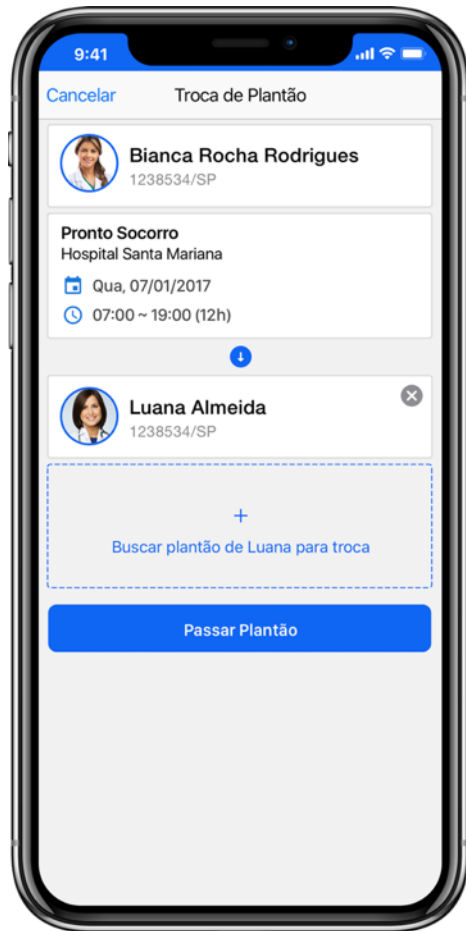 9:41
Cancelar Troca de Plantão
Bianca Rocha Rodrigues
1238534/SP
Pronto Socorro
Hospital Santa Mariana
Qua, 07/01/2017
07:00 ~ 19:00 (12h)
Luana Almeida
1238534/SP
+
Buscar plantão de Luana para troca
Passar Plantão